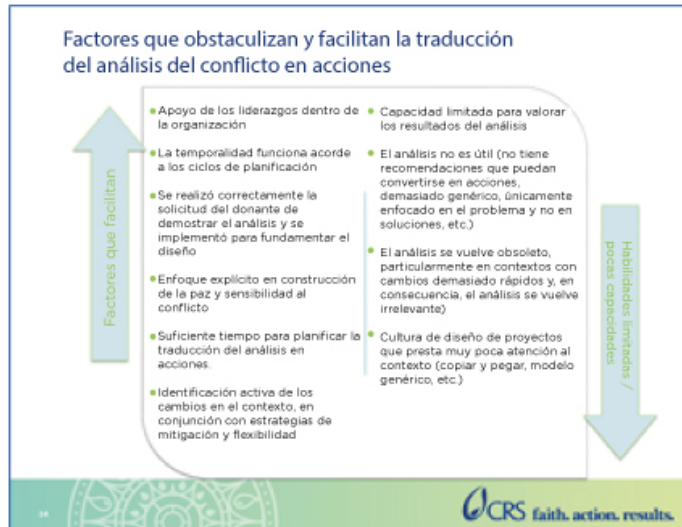 Factores que obstaculizan y facilitan la traducción
del análisis del conflicto en acciones
Factores que facilitan
Apoyo de los liderazgos dentro de
la organización
La temporalidad funciona acorde
a los ciclos de planificación
Se realizó correctamente la
solicitud del donante de
demostrar el análisis y se
implementó para fundamentar el
diseño
Enfoque explícito en construcción
de la paz y sensibilidad al
conflicto
Suficiente tiempo para planificar la
traducción del análisis en
acciones.
Identificación activa de los
cambios en el contexto, en
conjunción con estrategias de
mitigación y flexibilidad
Capacidad limitada para valorar
los resultados del análisis
El análisis no es útil (no tiene
recomendaciones que puedan
convertirse en acciones,
demasiado genérico, únicamente
enfocado en el problema y no en
soluciones, etc.)
El análisis se vuelve obsoleto,
particularmente en contextos con
cambios demasiado rápidos y, en
consecuencia, el análisis se vuelve
irrelevante)
Cultura de diseño de proyectos
que presta muy poca atención al
contexto (copiar y pegar, modelo
genérico, etc.)
Habilidades limitadas /
pocas capacidades
CRS faith. action. results.